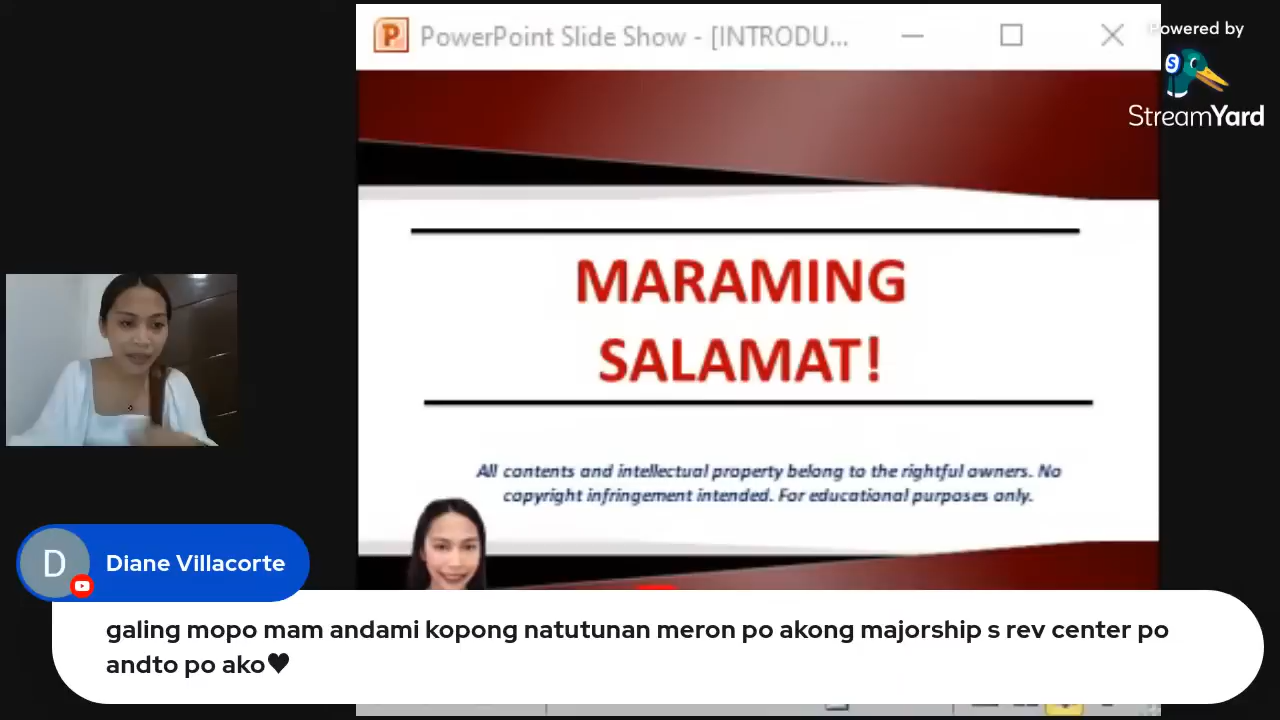 PowerPoint Slide Show - [INTRODU...
Powered by
StreamYard
MARAMING
SALAMAT!
All contents and intellectual property belong to the rightful owners. No
copyright infringement intended. For educational purposes only.
D
Diane Villacorte
galing mopo mam andami kopong natutunan meron po akong majorship s rev center po
andto po ako♥